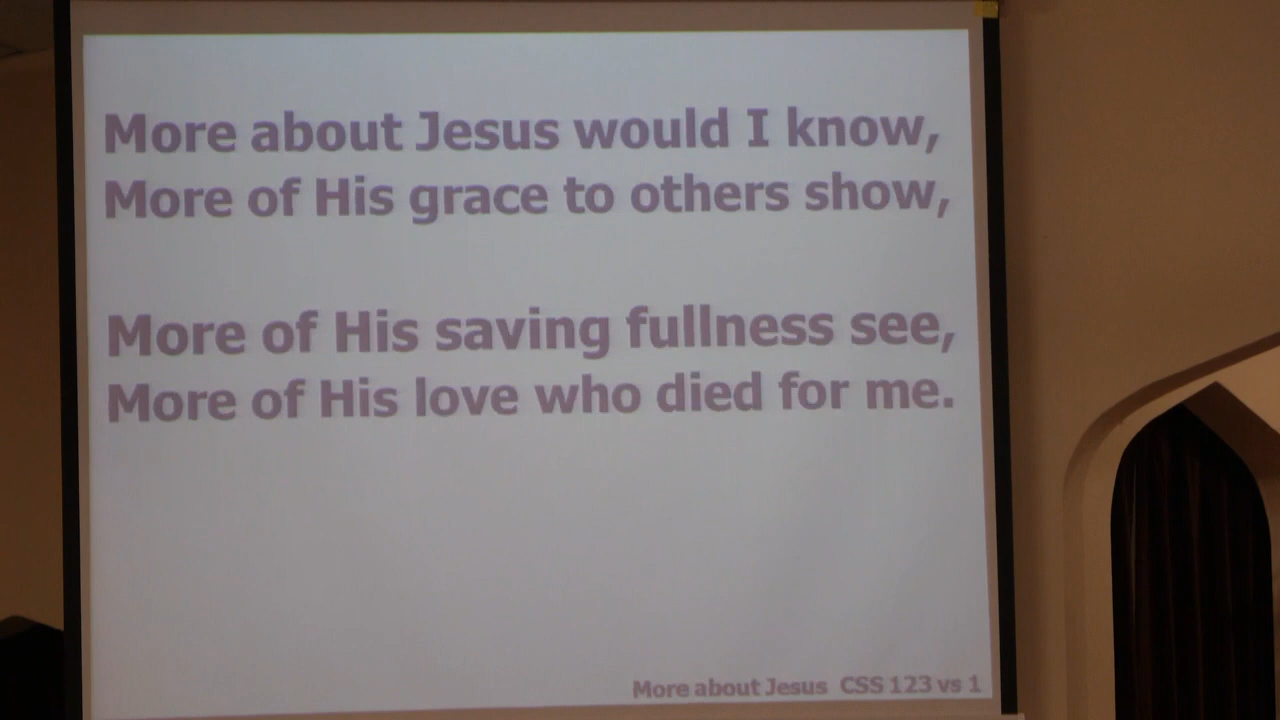 More about Jesus would I know,
More of His grace to others show,
More of His saving fullness see,
More of His love who died for me.
More about Jesus CSS 123 vs 1